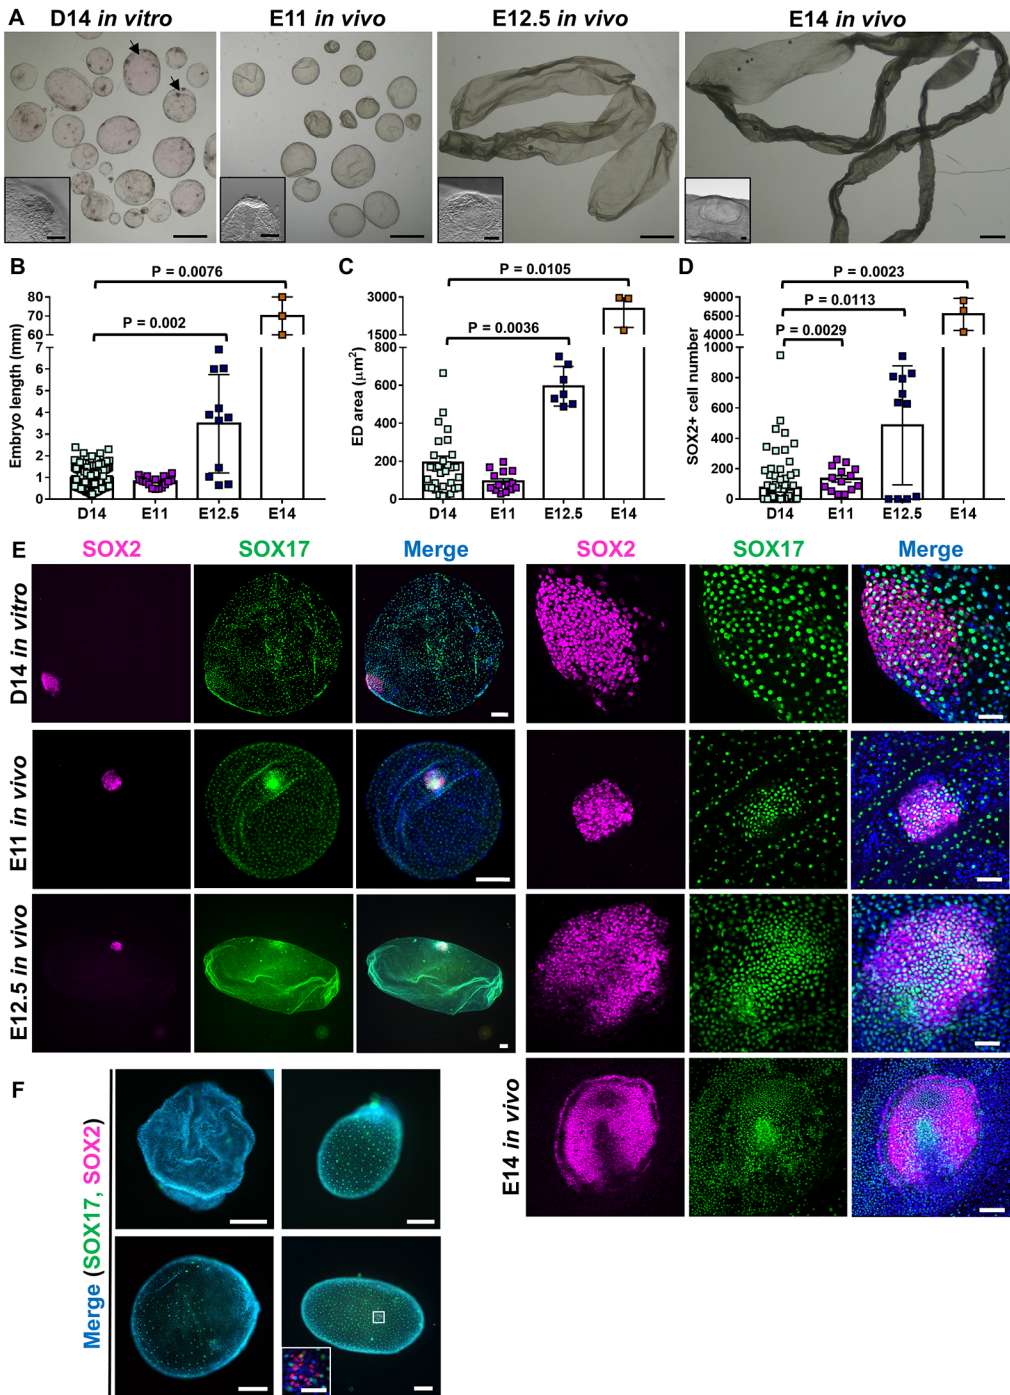 A
D14 in vitro
E11 in vivo
E12.5 in vivo
E14 in vivo
B
P = 0.0076
P = 0.002
Embryo length (mm)
80
70
60
7
6
5
4
3
2
1
0
D14
E11
E12.5
E14
C
P = 0.0105
P = 0.0036
ED area (μm²)
3000
1500
800
600
400
200
0
D14
E11
E12.5
E14
D
P = 0.0023
P = 0.0113
P = 0.0029
SOX2+ cell number
9000
6500
4000
1000
800
600
400
200
0
D14
E11
E12.5
E14
E
SOX2
SOX17
Merge
SOX2
SOX17
Merge
D14 in vitro
E11 in vivo
E12.5 in vivo
E14 in vivo
F
Merge (SOX17, SOX2)